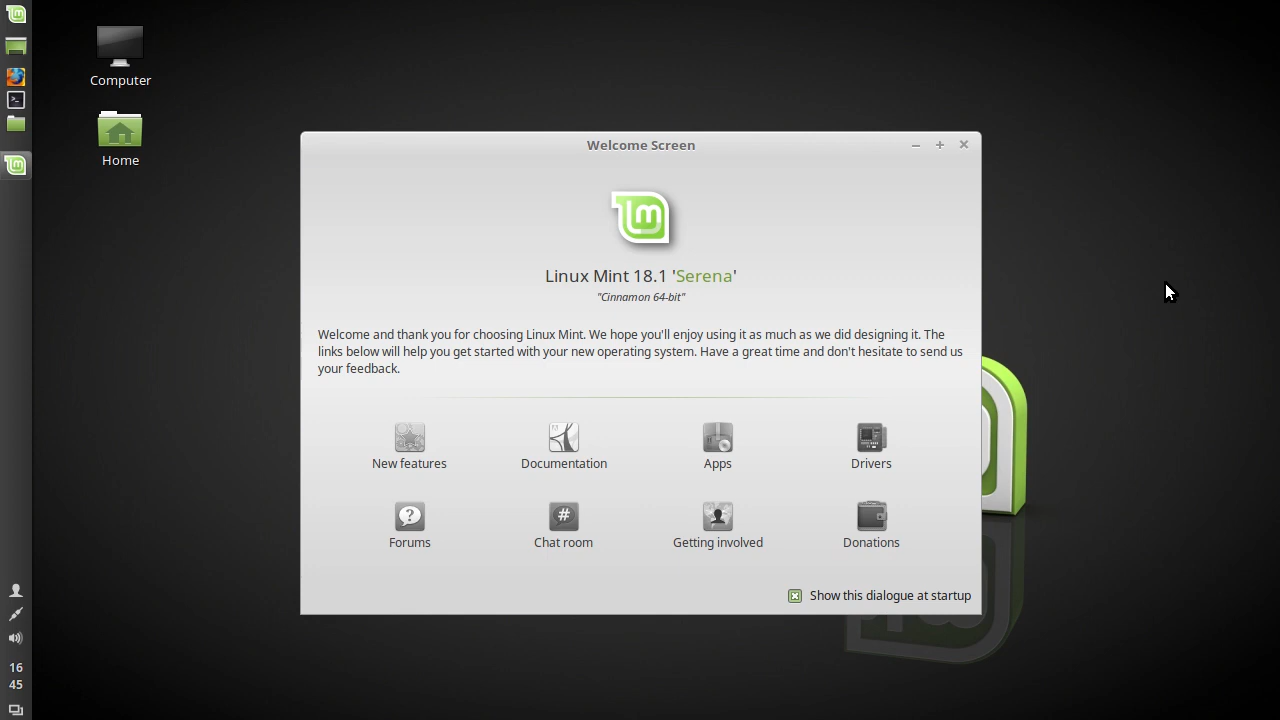 Computer
Home
Welcome Screen
Linux Mint 18.1 'Serena'
"Cinnamon 64-bit"
Welcome and thank you for choosing Linux Mint. We hope you'll enjoy using it as much as we did designing it. The
links below will help you get started with your new operating system. Have a great time and don't hesitate to send us
your feedback.
New features
Documentation
Apps
Drivers
Forums
Chat room
Getting involved
Donations
Show this dialogue at startup
16
45